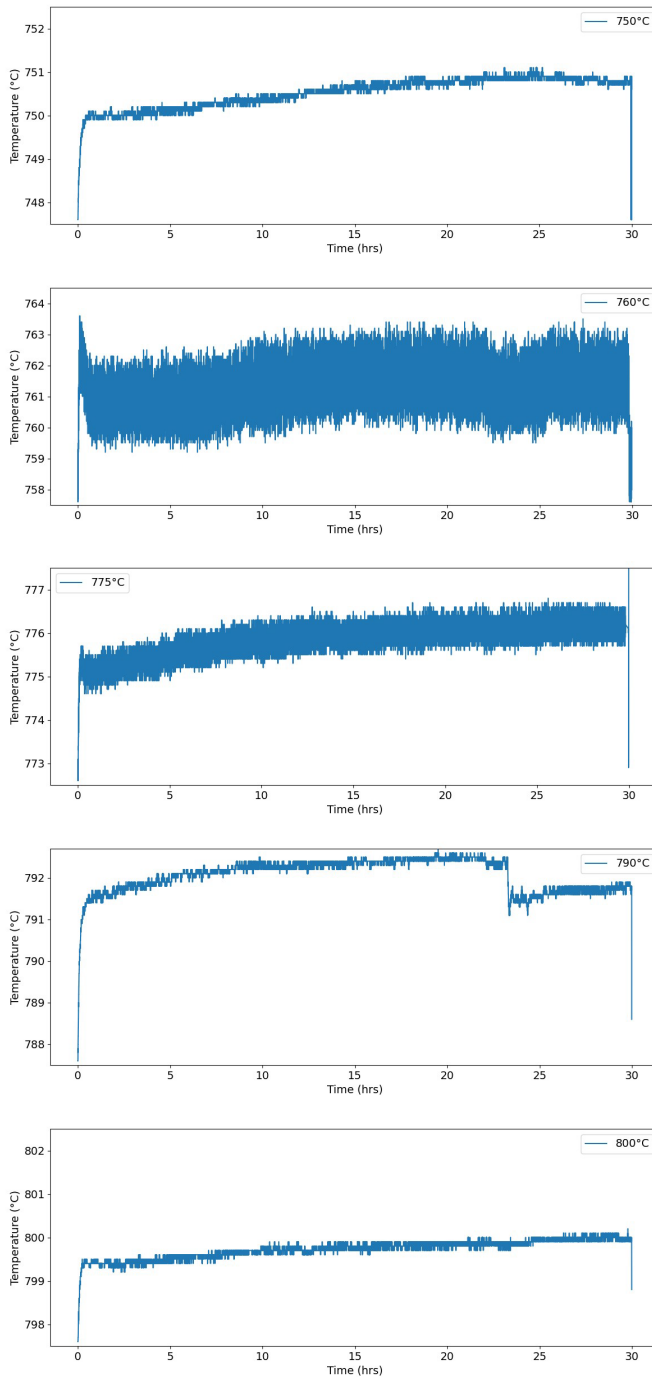 752
751
750
749
748
Temperature (°C)
750°C
0 5 10 15 20 25 30
Time (hrs)
764
763
762
761
760
759
758
Temperature (°C)
760°C
0 5 10 15 20 25 30
Time (hrs)
777
776
775
774
773
Temperature (°C)
775°C
0 5 10 15 20 25 30
Time (hrs)
792
791
790
789
788
Temperature (°C)
790°C
0 5 10 15 20 25 30
Time (hrs)
802
801
800
799
798
Temperature (°C)
800°C
0 5 10 15 20 25 30
Time (hrs)